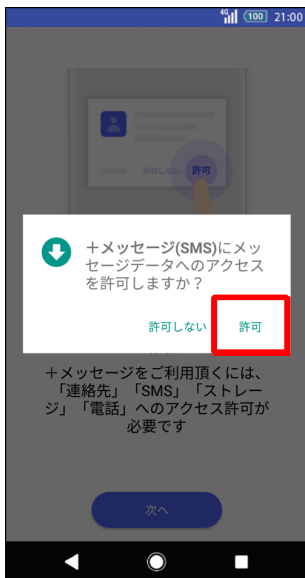 4G 100 21:00
許可しない 許可
+メッセージ(SMS)にメッ
セージデータへのアクセス
を許可しますか？
許可しない 許可
+メッセージをご利用頂くには、
「連絡先」「SMS」「ストレー
ジ」「電話」へのアクセス許可が
必要です
次へ